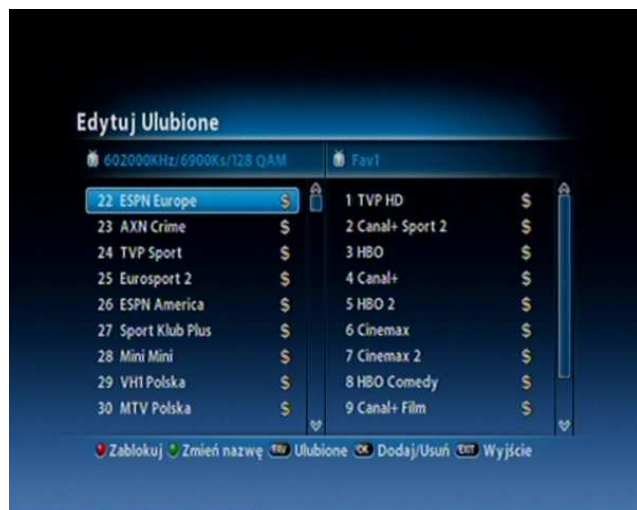 Edytuj Ulubione
602000KHz/6900Ks/128 QAM
Fav1
22 ESPN Europe $
23 AXN Crime $
24 TVP Sport $
25 Eurosport 2 $
26 ESPN America $
27 Sport Klub Plus $
28 Mini Mini $
29 VH1 Polska $
30 MTV Polska $
1 TVP HD $
2 Canal+ Sport 2 $
3 HBO $
4 Canal+ $
5 HBO 2 $
6 Cinemax $
7 Cinemax 2 $
8 HBO Comedy $
9 Canal+ Film $
Zablokuj Zmień nazwę FAV Ulubione OK Dodaj/Usuń EXIT Wyjście